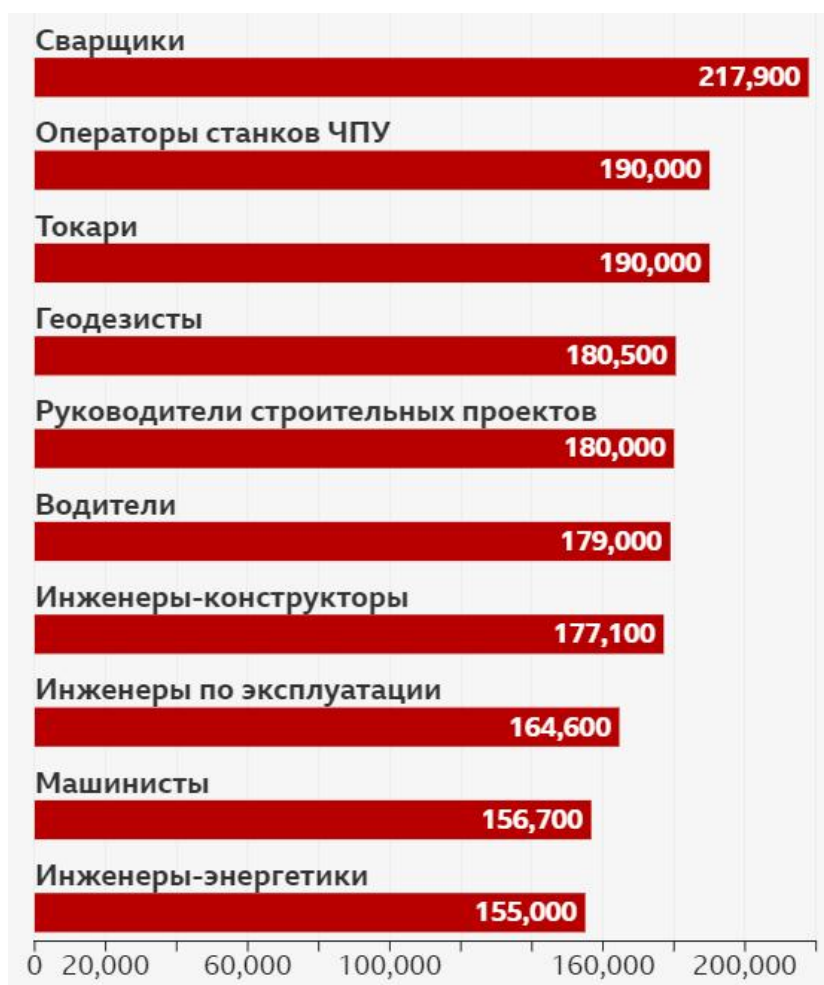 Сварщики
217,900
Операторы станков ЧПУ
190,000
Токари
190,000
Геодезисты
180,500
Руководители строительных проектов
180,000
Водители
179,000
Инженеры-конструкторы
177,100
Инженеры по эксплуатации
164,600
Машинисты
156,700
Инженеры-энергетики
155,000
0 20,000 60,000 100,000 160,000 200,000